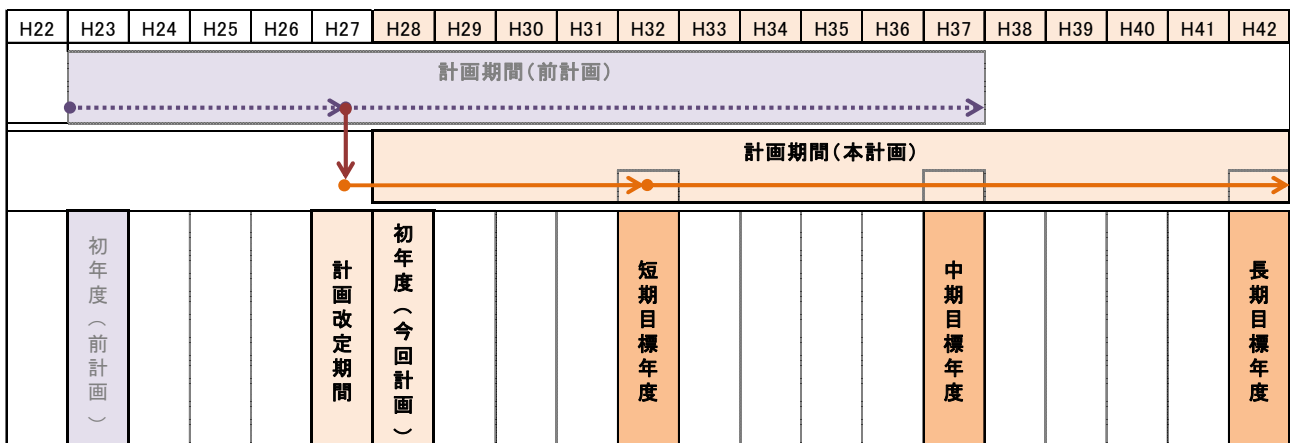 H22 H23 H24 H25 H26 H27 H28 H29 H30 H31 H32 H33 H34 H35 H36 H37 H38 H39 H40 H41 H42
計画期間(前計画)
計画期間(本計画)
初年度(前計画)
計画改定期間
初年度(今回計画)
短期目標年度
中期目標年度
長期目標年度